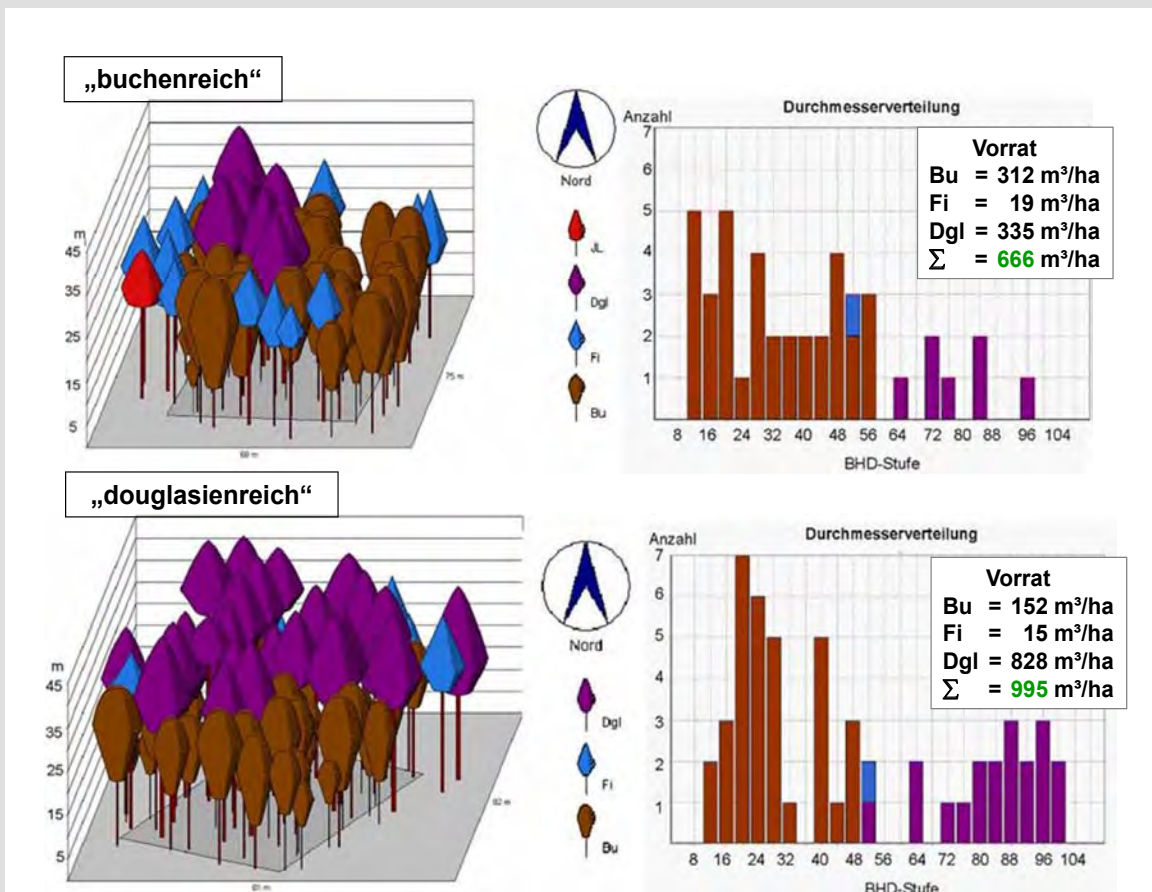 „buchenreich“
m
45
35
25
15
5
68 m
75 m
Nord
JL
Dgl
Fi
Bu
Durchmesserverteilung
Anzahl
7
6
5
4
3
2
1
8 16 24 32 40 48 56 64 72 80 88 96 104
BHD-Stufe
Vorrat
Bu = 312 m³/ha
Fi = 19 m³/ha
Dgl = 335 m³/ha
Σ = 666 m³/ha
„douglasienreich“
m
45
35
25
15
5
81 m
82 m
Nord
Dgl
Fi
Bu
Durchmesserverteilung
Anzahl
7
6
5
4
3
2
1
8 16 24 32 40 48 56 64 72 80 88 96 104
BHD-Stufe
Vorrat
Bu = 152 m³/ha
Fi = 15 m³/ha
Dgl = 828 m³/ha
Σ = 995 m³/ha